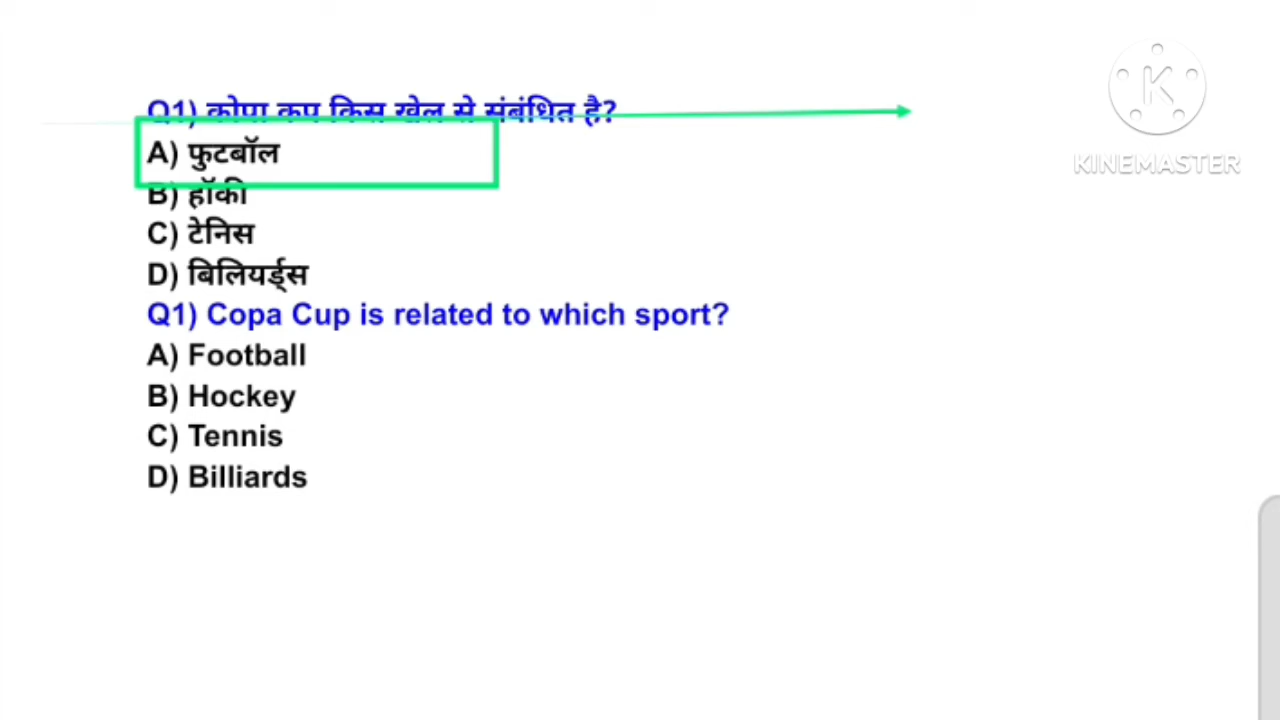 Q1) कोपा कप किस खेल से संबंधित है?
A) फुटबॉल
B) हॉकी
C) टेनिस
D) बिलियर्ड्स
Q1) Copa Cup is related to which sport?
A) Football
B) Hockey
C) Tennis
D) Billiards
K
KINEMASTER